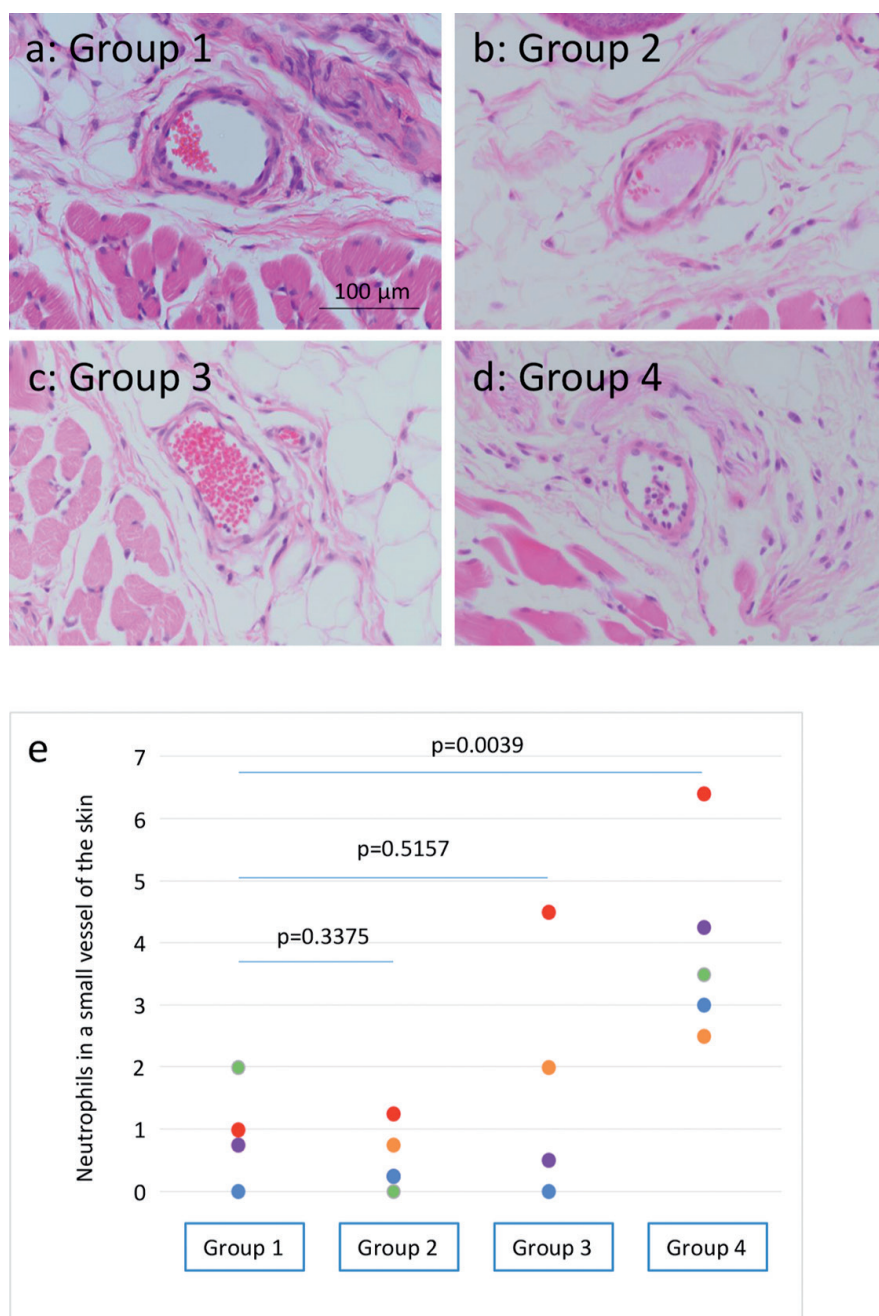 a: Group 1
b: Group 2
100 μm
c: Group 3
d: Group 4
e
Neutrophils in a small vessel of the skin
7
6
5
4
3
2
1
0
p=0.0039
p=0.5157
p=0.3375
Group 1
Group 2
Group 3
Group 4